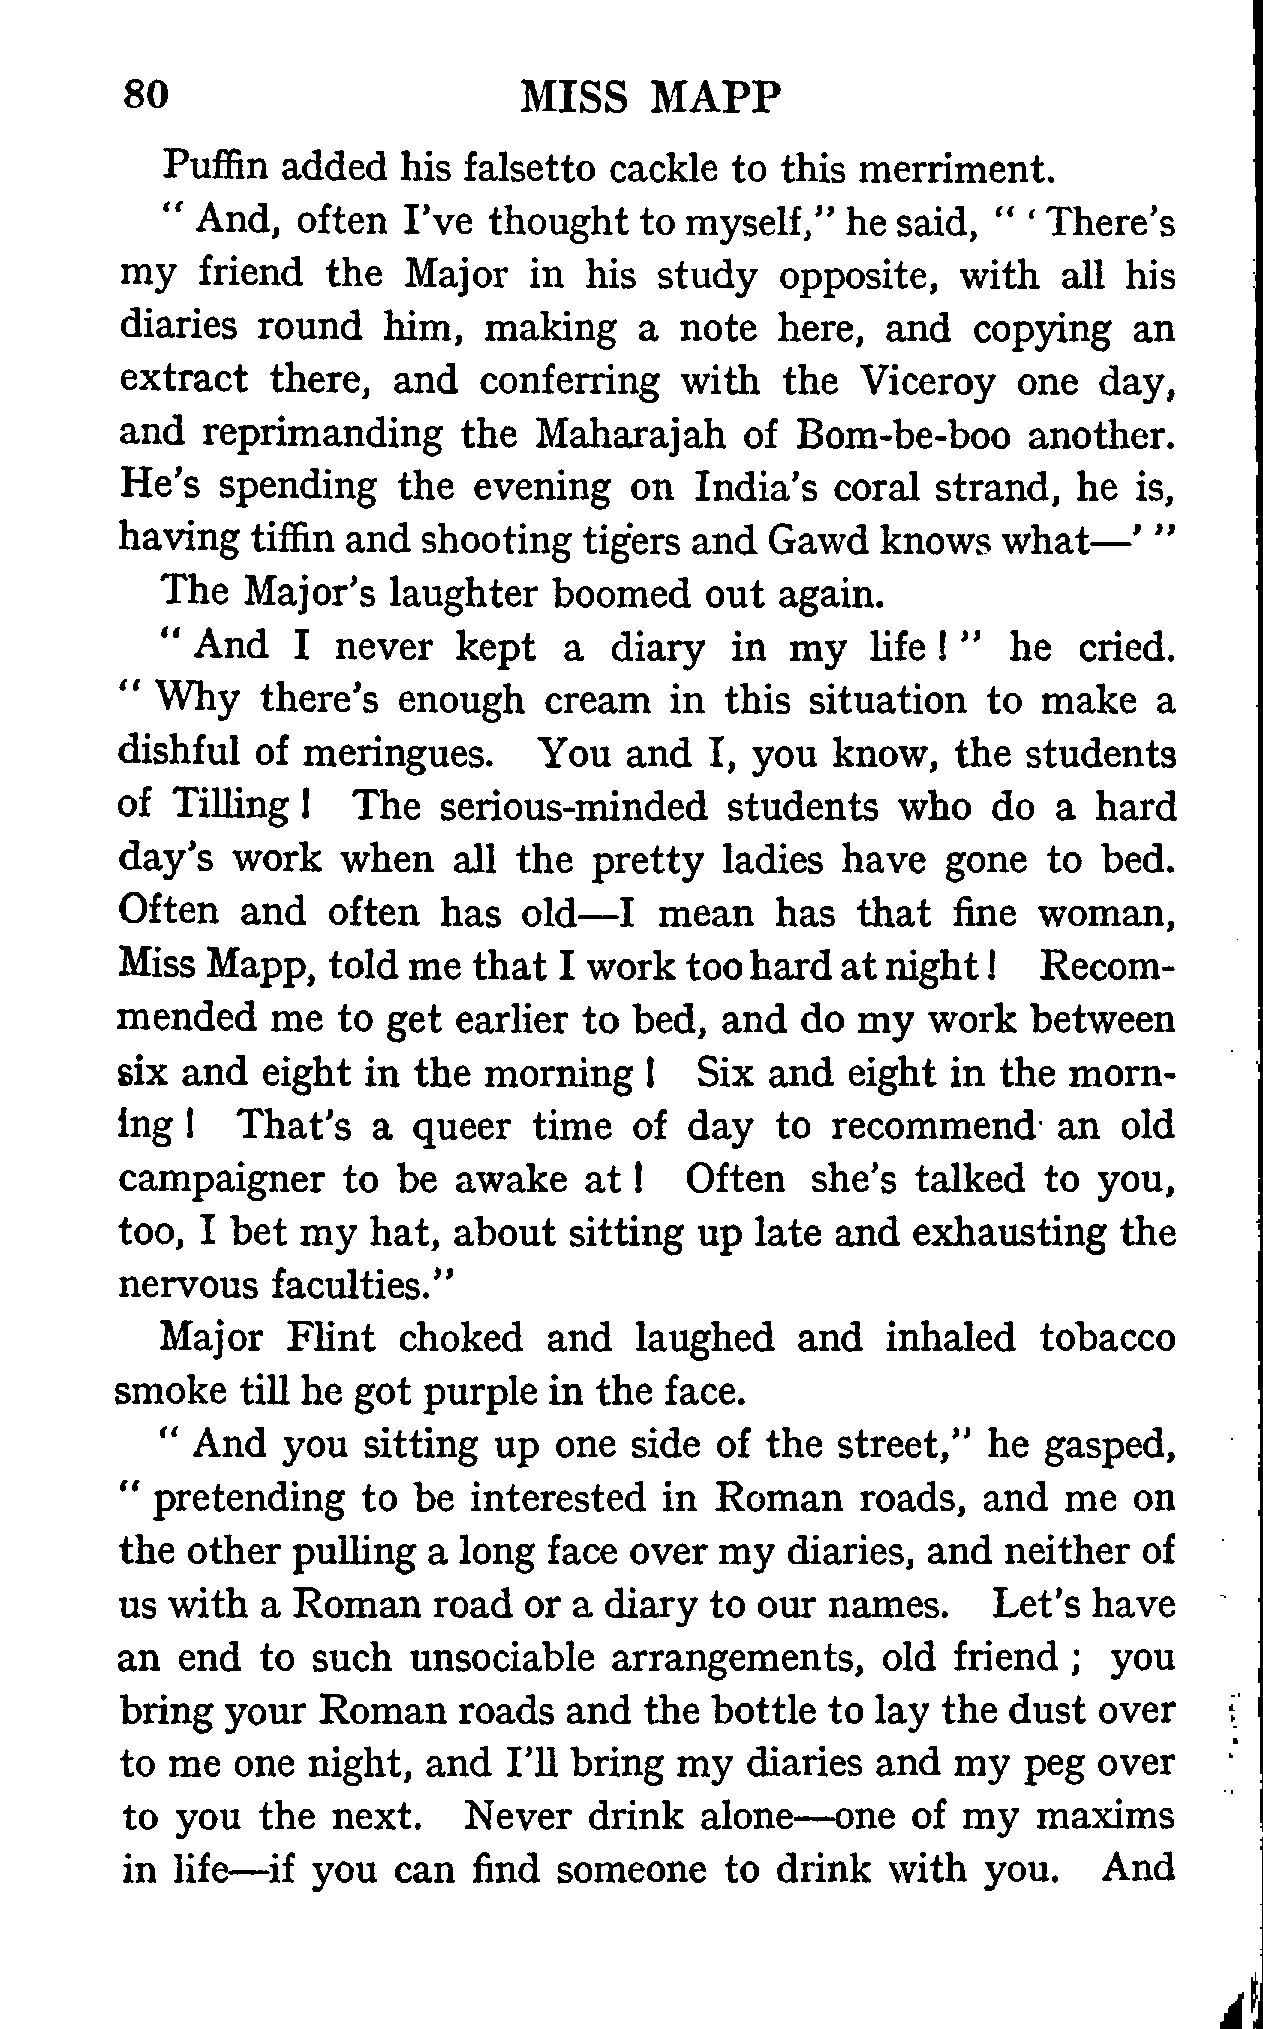 80 MISS MAPP
Puffin added his falsetto cackle to this merriment.
" And, often I've thought to myself," he said, " ' There's
my friend the Major in his study opposite, with all his
diaries round him, making a note here, and copying an
extract there, and conferring with the Viceroy one day,
and reprimanding the Maharajah of Bom-be-boo another.
He's spending the evening on India's coral strand, he is,
having tiffin and shooting tigers and Gawd knows what—' "
The Major's laughter boomed out again.
" And I never kept a diary in my life ! " he cried.
" Why there's enough cream in this situation to make a
dishful of meringues. You and I, you know, the students
of Tilling ! The serious-minded students who do a hard
day's work when all the pretty ladies have gone to bed.
Often and often has old—I mean has that fine woman,
Miss Mapp, told me that I work too hard at night ! Recom-
mended me to get earlier to bed, and do my work between
six and eight in the morning ! Six and eight in the morn-
ing ! That's a queer time of day to recommend an old
campaigner to be awake at ! Often she's talked to you,
too, I bet my hat, about sitting up late and exhausting the
nervous faculties."
Major Flint choked and laughed and inhaled tobacco
smoke till he got purple in the face.
" And you sitting up one side of the street," he gasped,
" pretending to be interested in Roman roads, and me on
the other pulling a long face over my diaries, and neither of
us with a Roman road or a diary to our names. Let's have
an end to such unsociable arrangements, old friend ; you
bring your Roman roads and the bottle to lay the dust over
to me one night, and I'll bring my diaries and my peg over
to you the next. Never drink alone—one of my maxims
in life—if you can find someone to drink with you. And